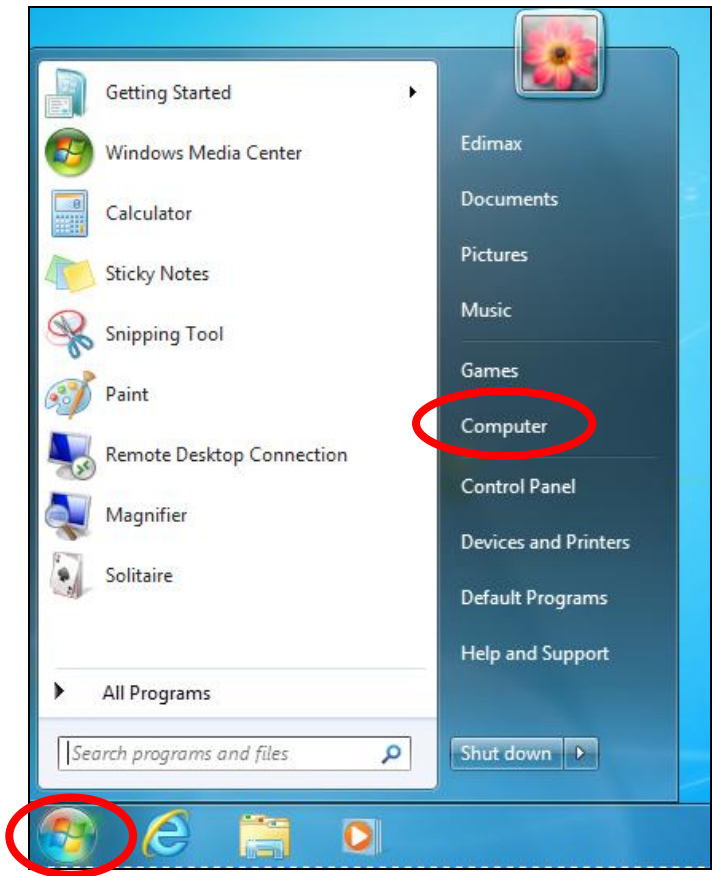 Getting Started
Windows Media Center
Calculator
Sticky Notes
Snipping Tool
Paint
Remote Desktop Connection
Magnifier
Solitaire
All Programs
Search programs and files
Edimax
Documents
Pictures
Music
Games
Computer
Control Panel
Devices and Printers
Default Programs
Help and Support
Shut down